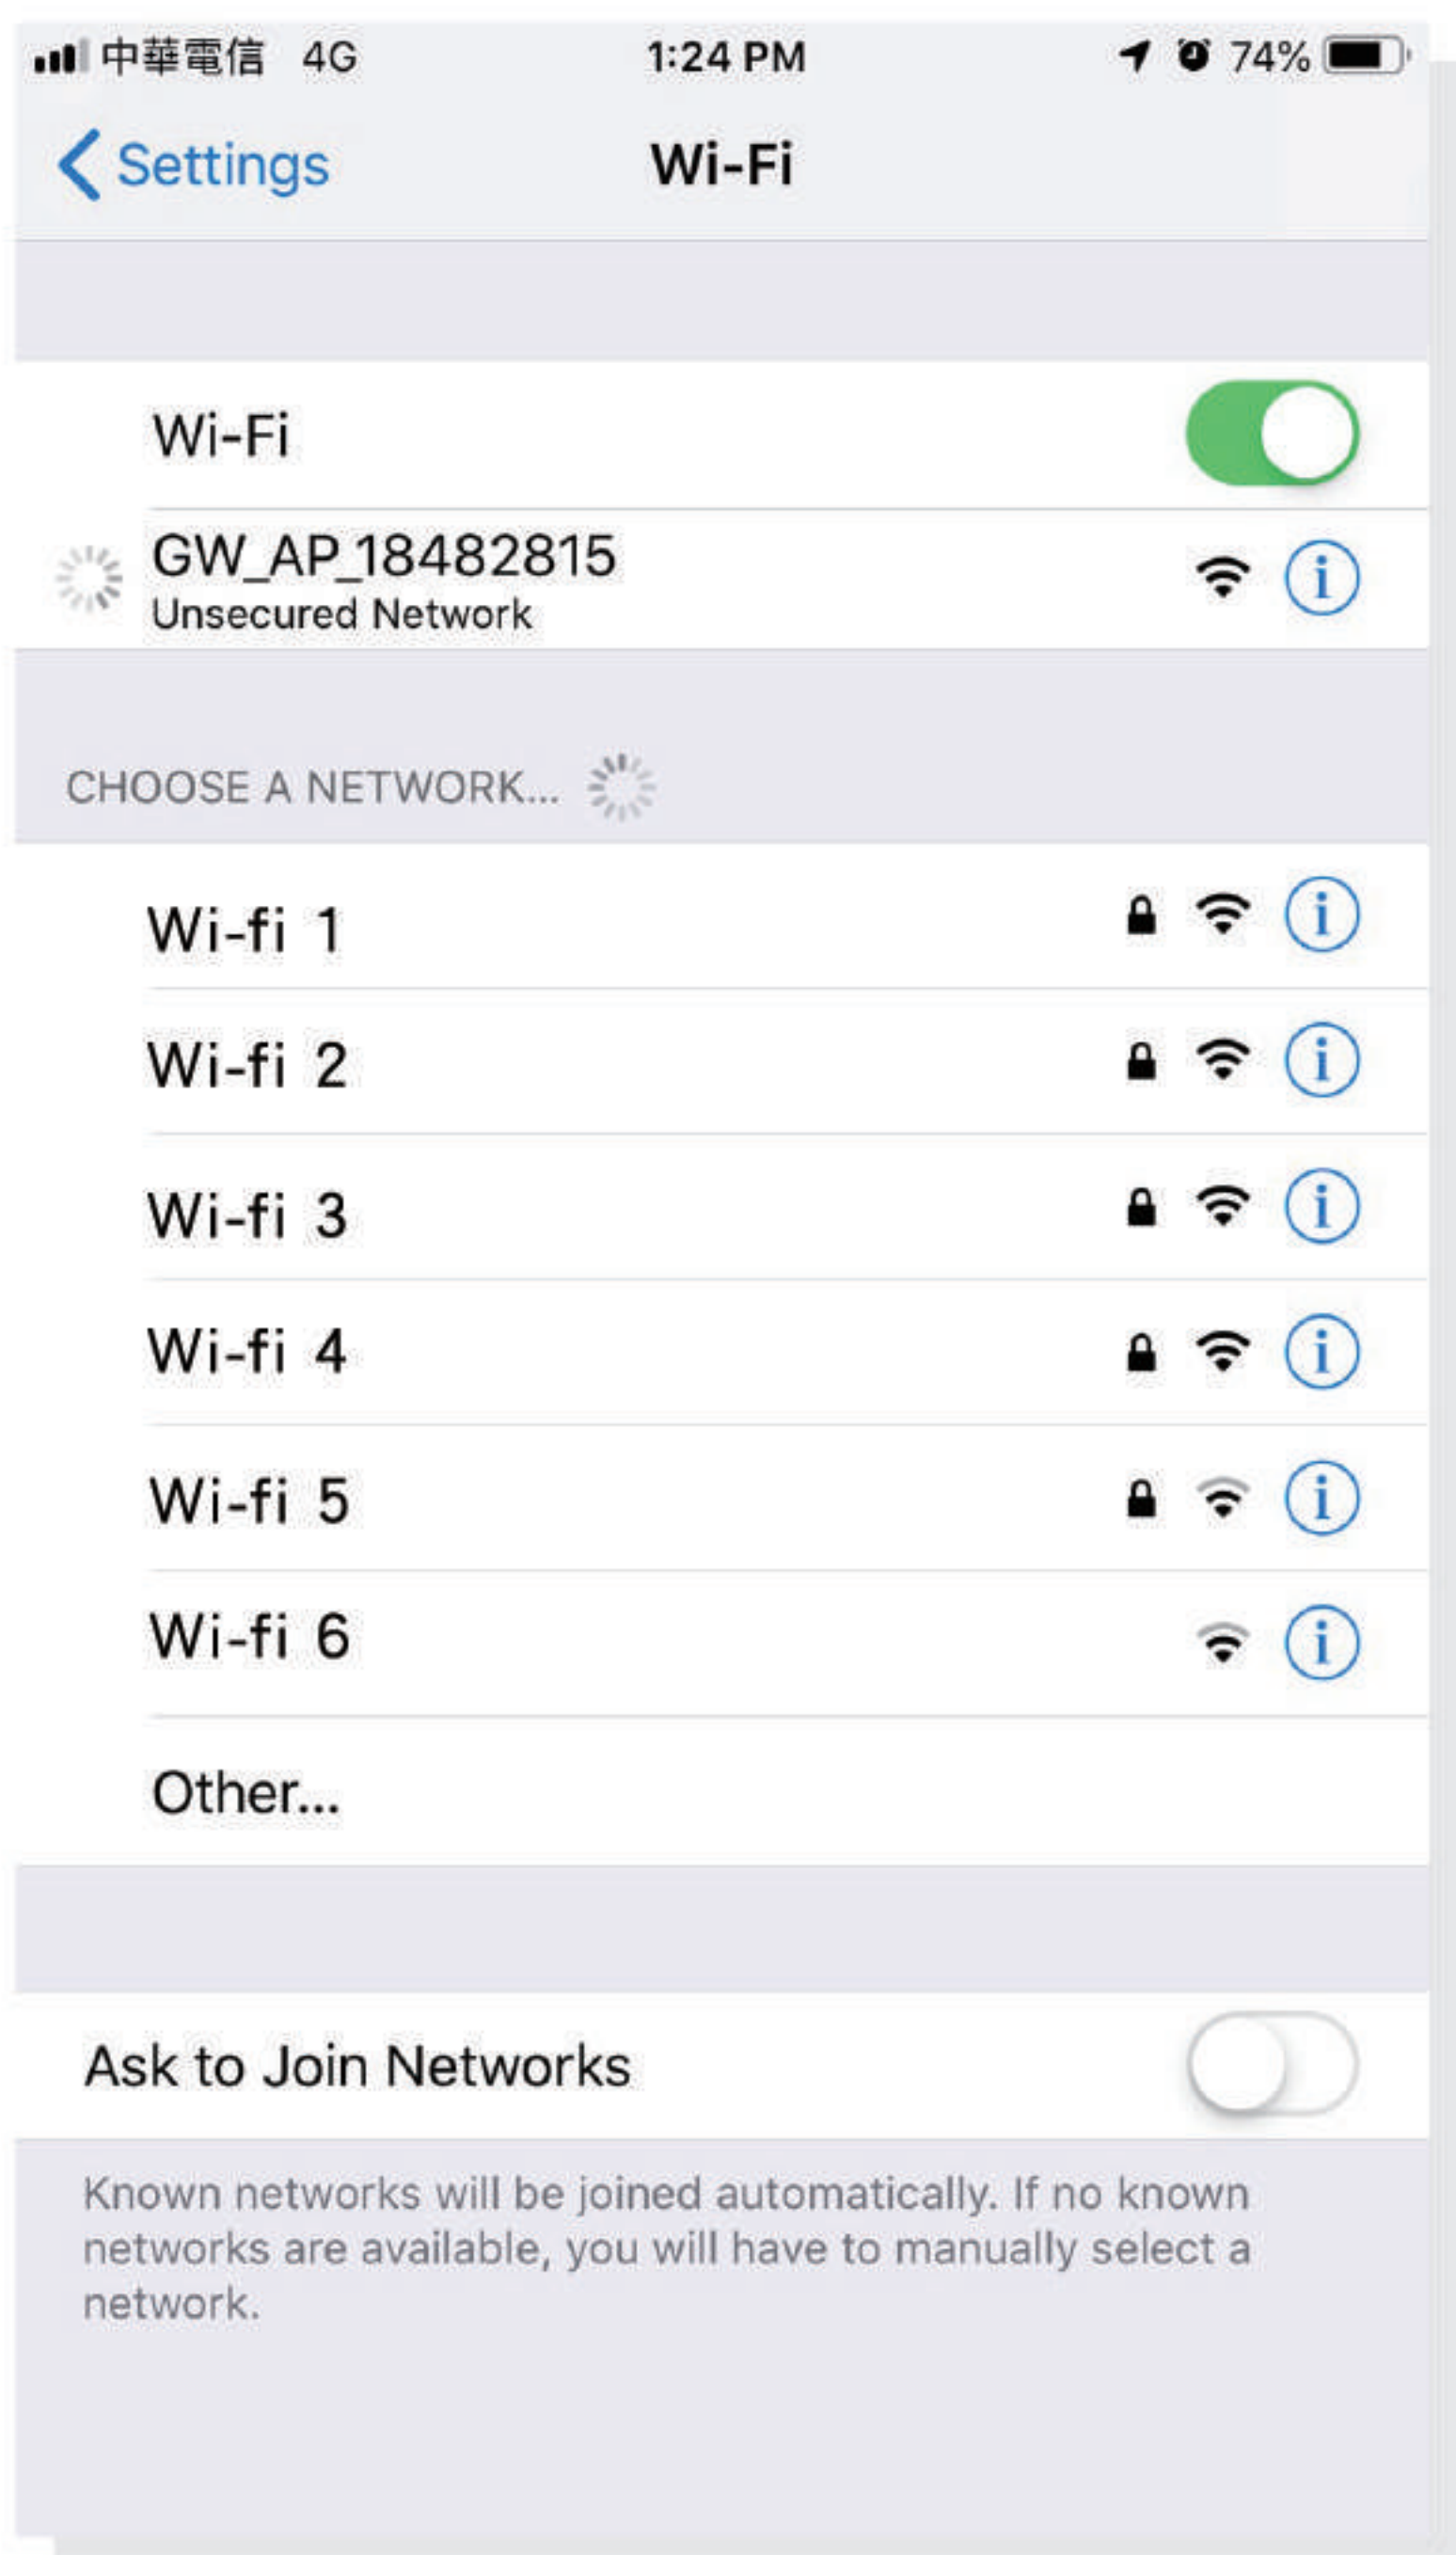 中華電信 4G 1:24 PM 74%
Settings Wi-Fi
Wi-Fi
GW_AP_18482815
Unsecured Network
CHOOSE A NETWORK...
Wi-fi 1
Wi-fi 2
Wi-fi 3
Wi-fi 4
Wi-fi 5
Wi-fi 6
Other...
Ask to Join Networks
Known networks will be joined automatically. If no known
networks are available, you will have to manually select a
network.